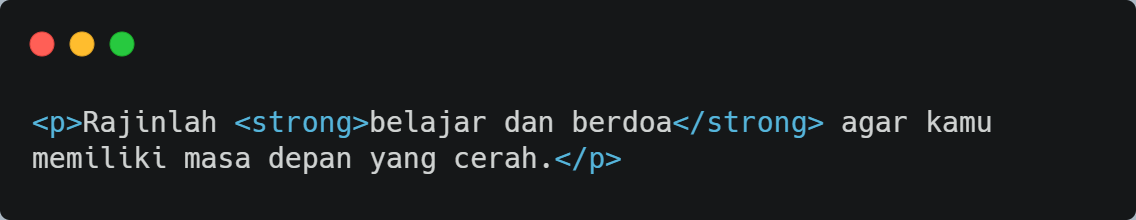 <p>Rajinlah <strong>belajar dan berdoa</strong> agar kamu
memiliki masa depan yang cerah.</p>